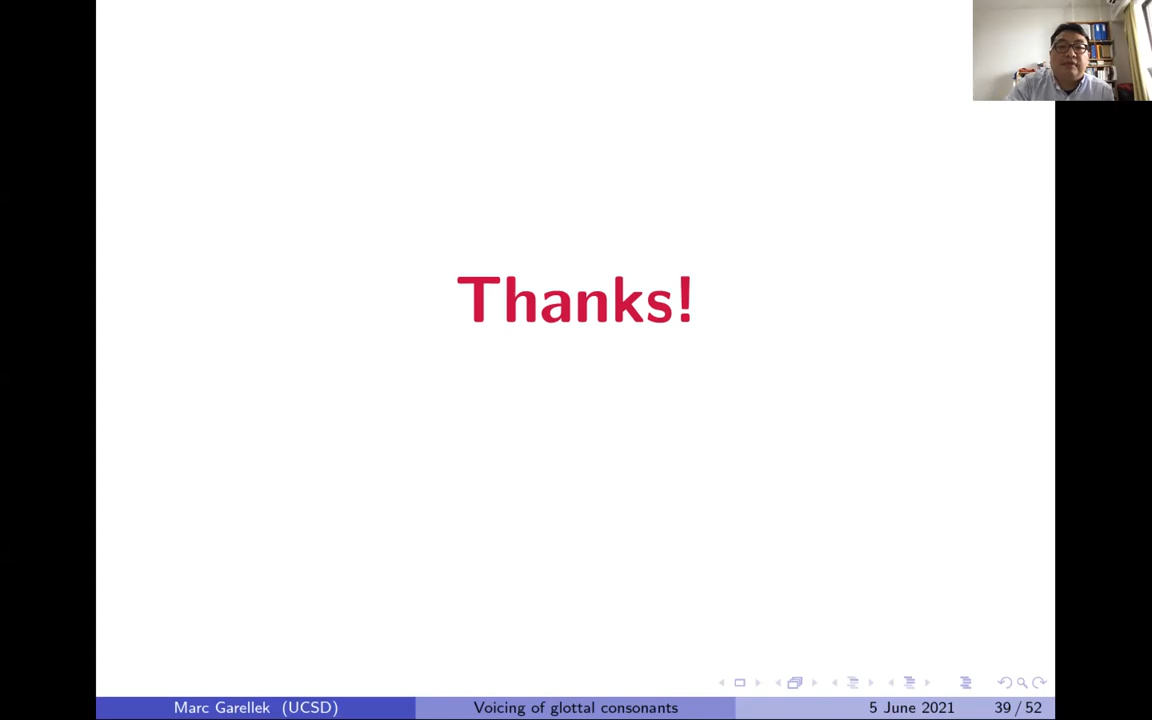 Thanks!
Marc Garellek (UCSD)
Voicing of glottal consonants
5 June 2021
39 / 52